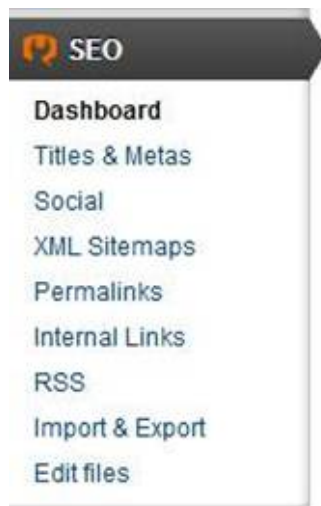 SEO
Dashboard
Titles & Metas
Social
XML Sitemaps
Permalinks
Internal Links
RSS
Import & Export
Edit files